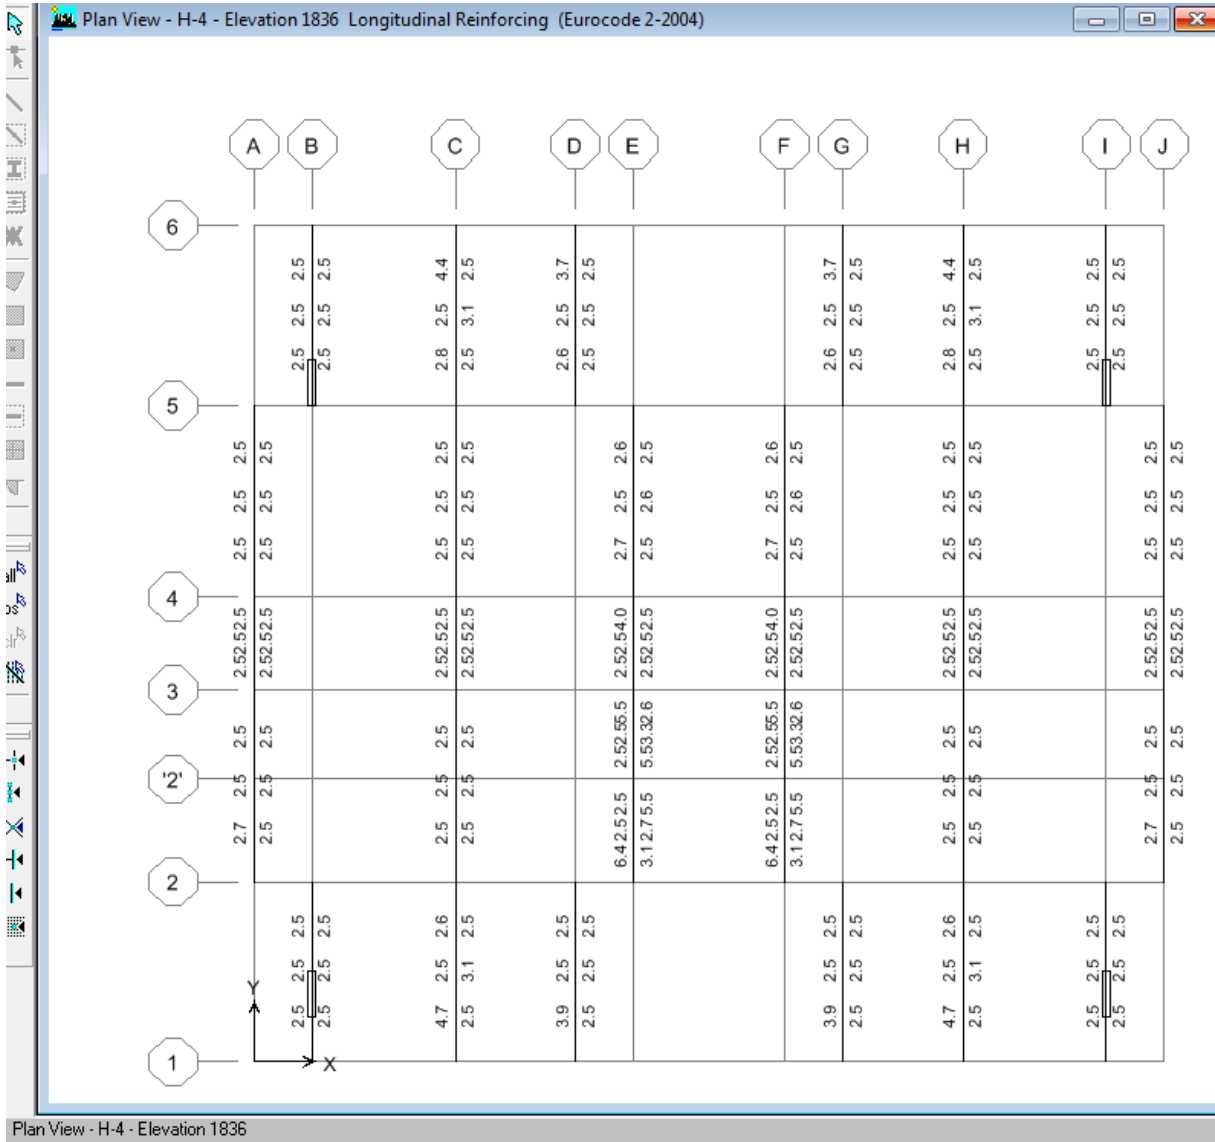 Plan View - H-4 - Elevation 1836 Longitudinal Reinforcing (Eurocode 2-2004)
A B C D E F G H I J
6
2.5 2.5 4.4 2.5 3.7 2.5 3.7 2.5 4.4 2.5 2.5 2.5
2.5 2.5 2.5 3.1 2.5 2.5 2.5 2.5 2.5 3.1 2.5 2.5
2.5 2.5 2.8 2.5 2.6 2.5 2.6 2.5 2.8 2.5 2.5 2.5
5
2.5 2.5 2.5 2.5 2.6 2.5 2.6 2.5 2.5 2.5 2.5 2.5
2.5 2.5 2.5 2.5 2.5 2.6 2.5 2.6 2.5 2.5 2.5 2.5
2.5 2.5 2.5 2.5 2.7 2.5 2.7 2.5 2.5 2.5 2.5 2.5
4
2.52.52.5 2.52.52.5 2.52.52.5 2.52.52.5 2.52.54.0 2.52.52.5 2.52.54.0 2.52.52.5 2.52.52.5 2.52.52.5 2.52.52.5 2.52.52.5
3
2.5 2.5 2.5 2.5 2.52.55.5 5.53.32.6 2.52.55.5 5.53.32.6 2.5 2.5 2.5 2.5
'2'
2.5 2.5 2.5 2.5 2.5 2.5 2.5 2.5
2.7 2.5 2.5 2.5 6.42.52.5 3.12.75.5 6.42.52.5 3.12.75.5 2.5 2.5 2.7 2.5
2
2.5 2.5 2.6 2.5 2.5 2.5 2.5 2.5 2.6 2.5 2.5 2.5
2.5 2.5 2.5 3.1 2.5 2.5 2.5 2.5 2.5 3.1 2.5 2.5
Y
2.5 2.5 4.7 2.5 3.9 2.5 3.9 2.5 4.7 2.5 2.5 2.5
1
X
Plan View - H-4 - Elevation 1836